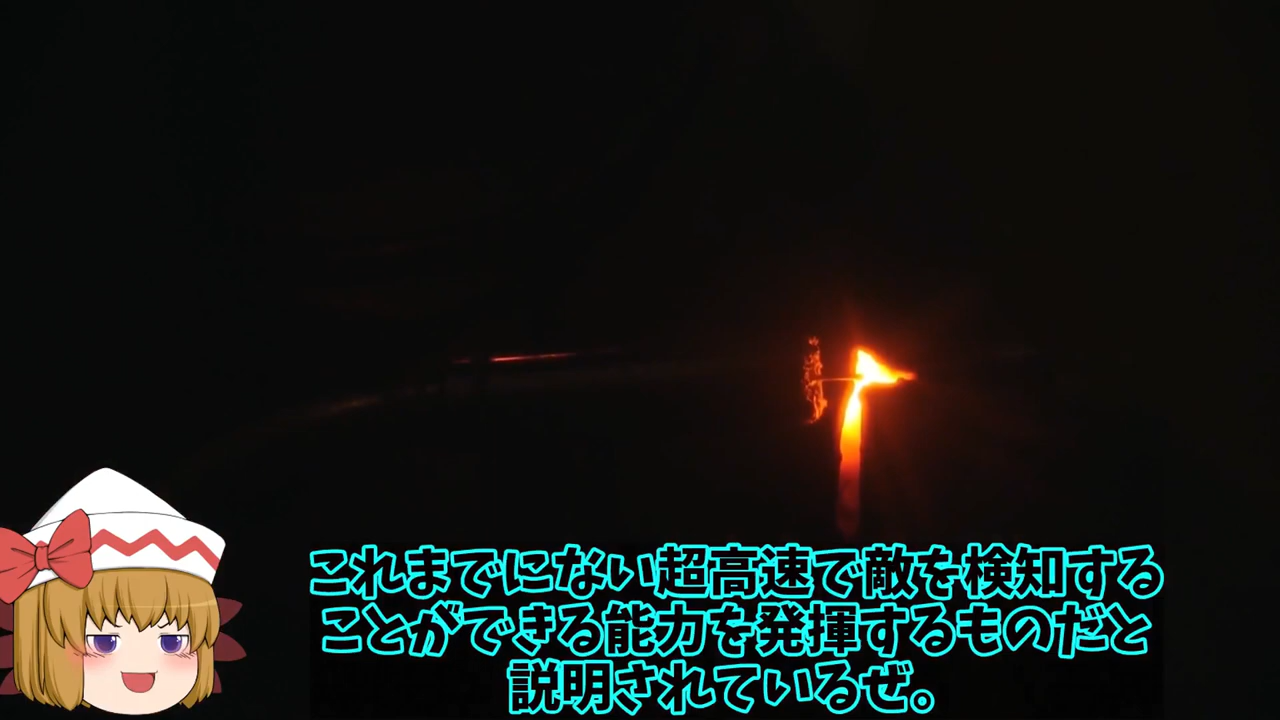 これまでにない超高速で敵を検知する
ことができる能力を発揮するものだと
説明されているぜ。